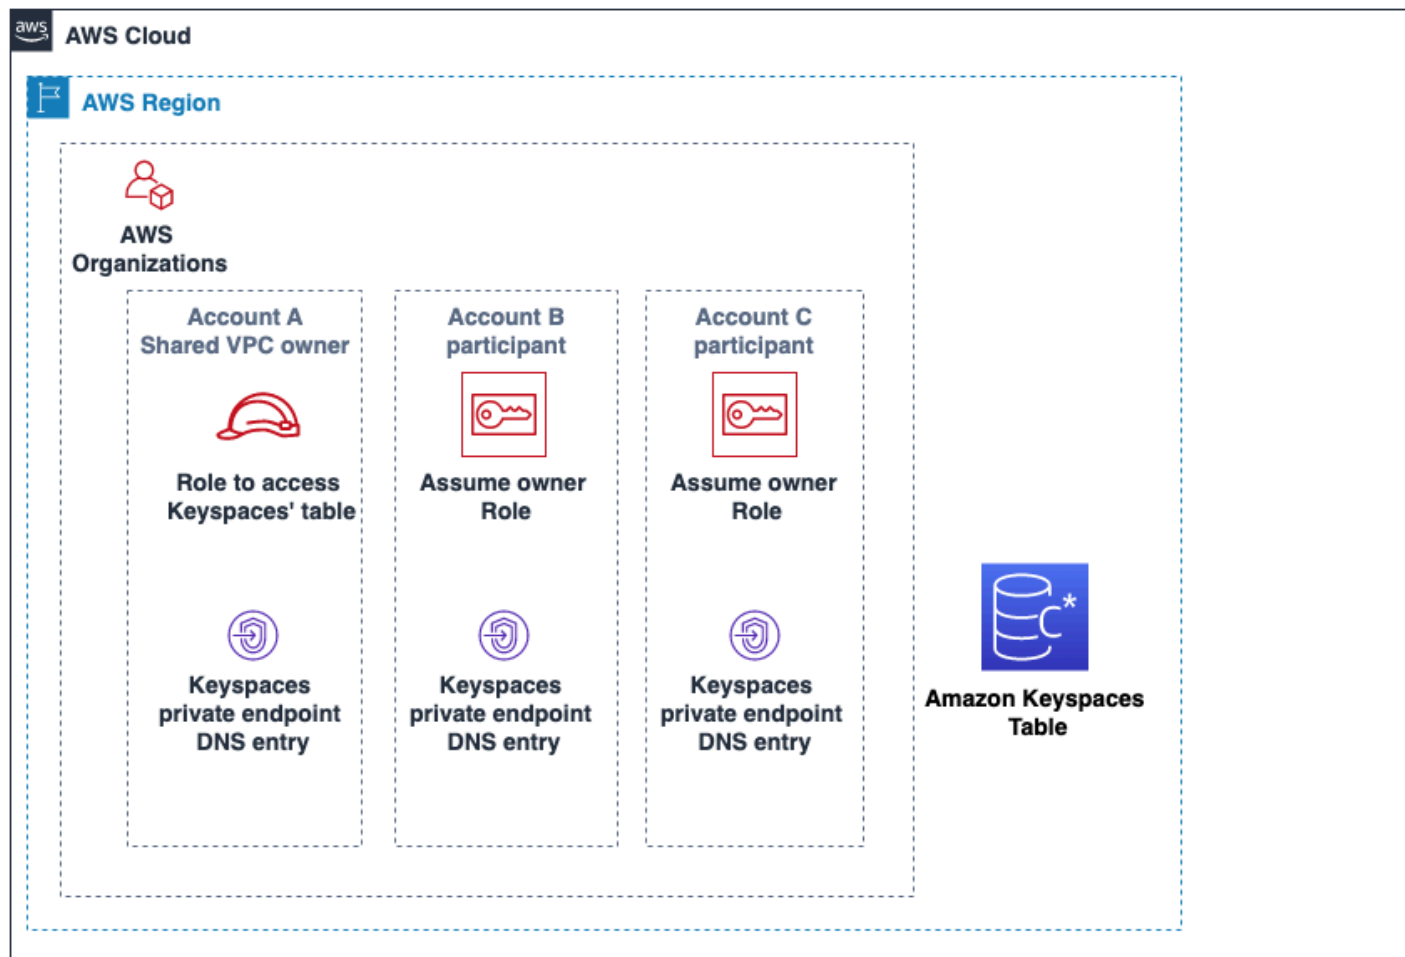 aws
AWS Cloud
AWS Region
AWS
Organizations
Account A
Shared VPC owner
Role to access
Keyspaces' table
Keyspaces
private endpoint
DNS entry
Account B
participant
Assume owner
Role
Keyspaces
private endpoint
DNS entry
Account C
participant
Assume owner
Role
Keyspaces
private endpoint
DNS entry
C*
Amazon Keyspaces
Table